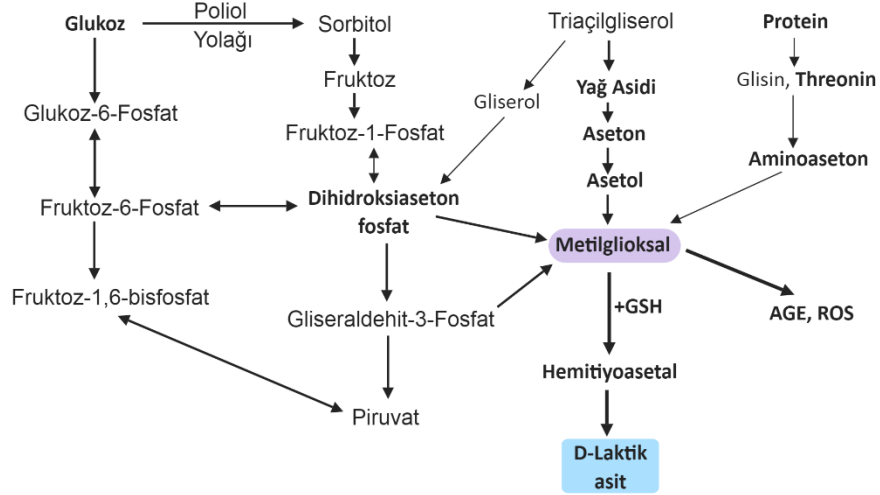 Glukoz
Poliol
Yolağı
Sorbitol
Triaçilgliserol
Protein
Fruktoz
Gliserol
Yağ Asidi
Glisin, Threonin
Glukoz-6-Fosfat
Fruktoz-1-Fosfat
Aseton
Aminoaseton
Asetol
Fruktoz-6-Fosfat
Dihidroksiaseton
fosfat
Metilglioksal
Fruktoz-1,6-bisfosfat
Gliseraldehit-3-Fosfat
+GSH
AGE, ROS
Hemitiyoasetal
Piruvat
D-Laktik
asit